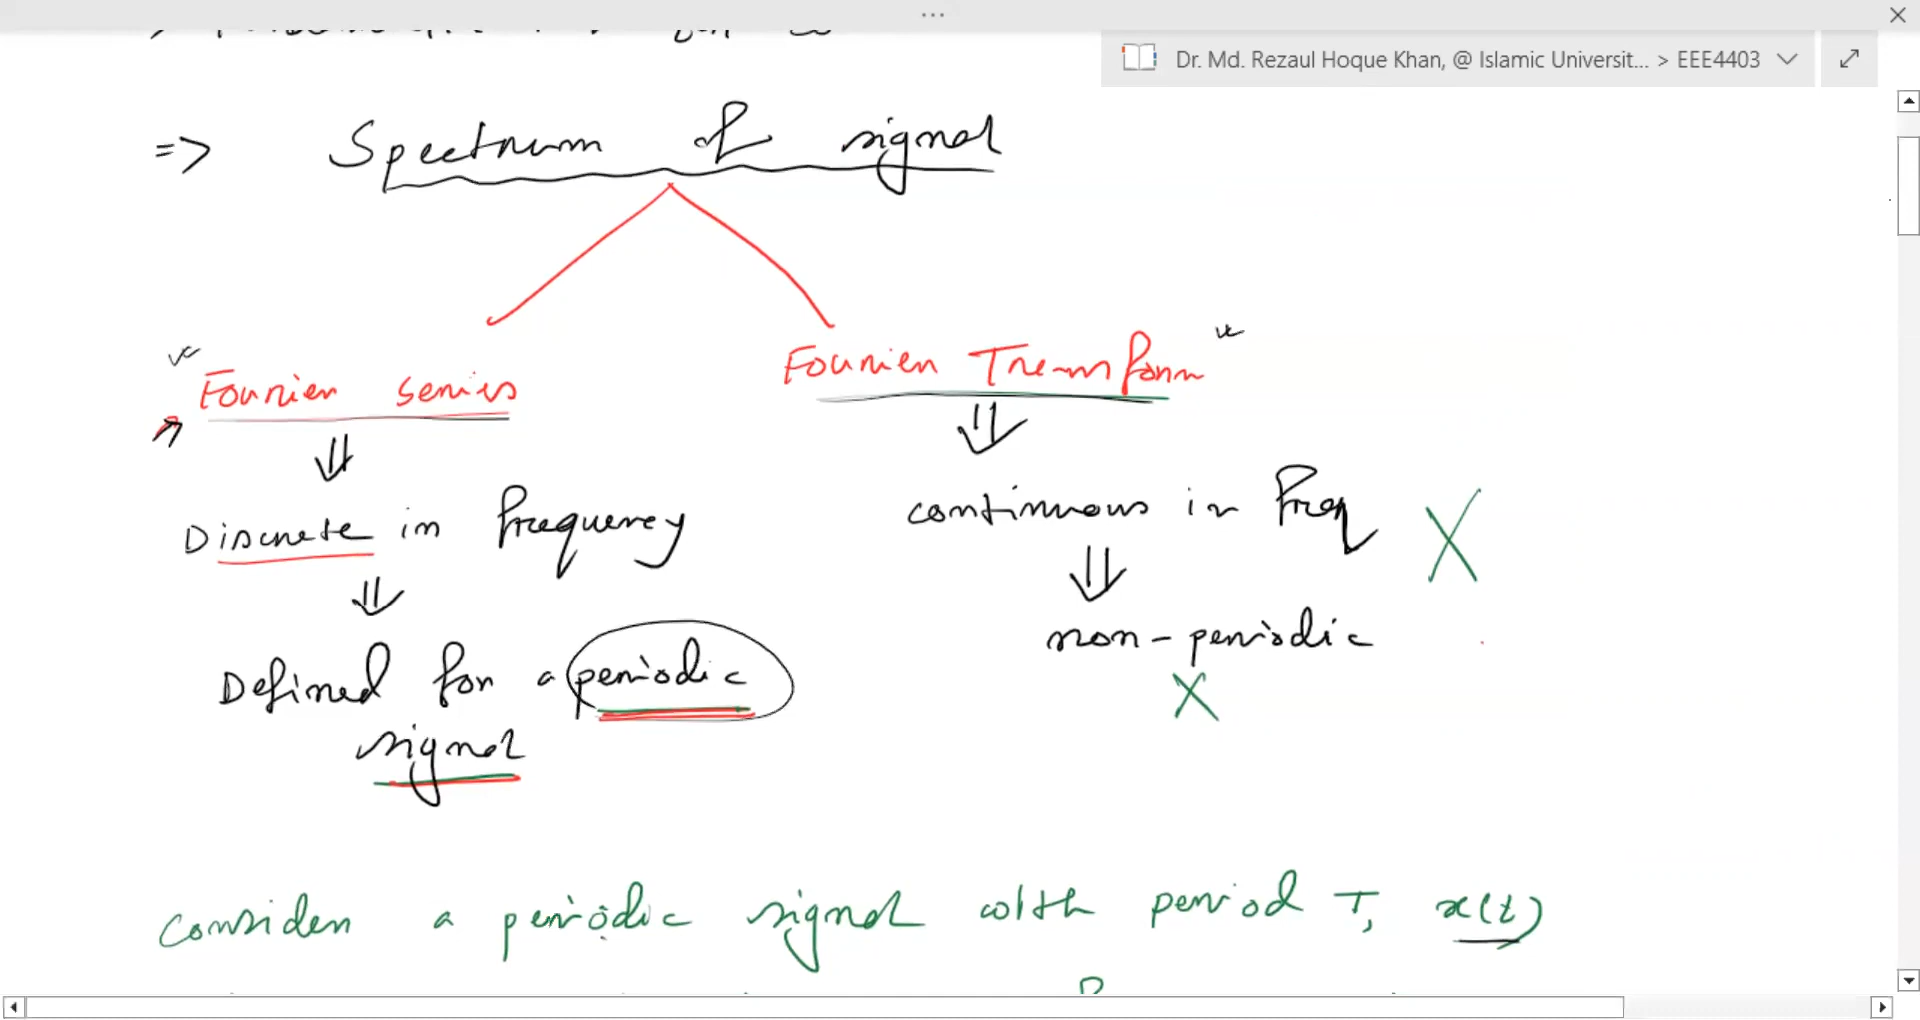 Dr. Md. Rezaul Hoque Khan, @ Islamic Universit... > EEE4403
=> Spectrum of signal
Fourier series
Fourier Transform
Discrete in frequency
continuous in freq
X
Defined for a periodic
signal
non-periodic
X
consider a periodic signal with period T, x(t)